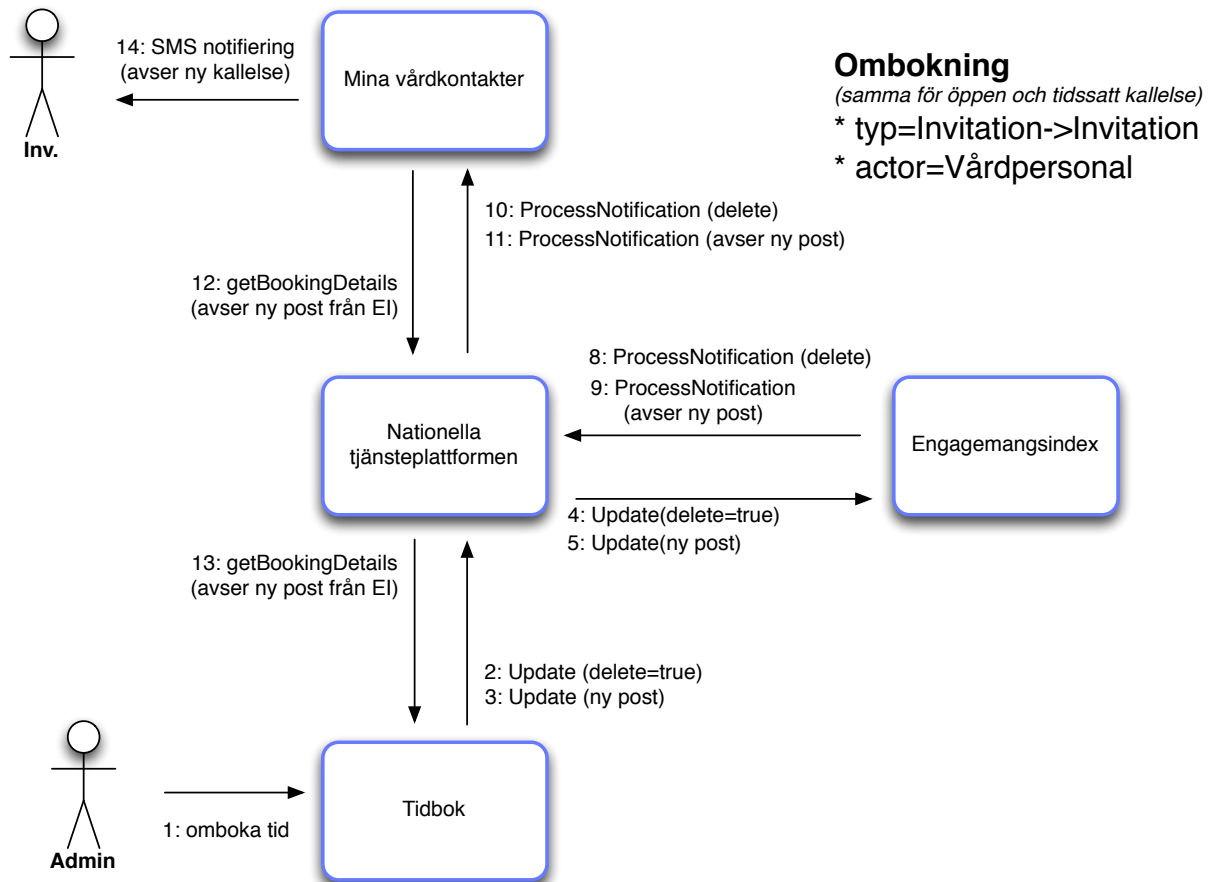 14: SMS notifiering
(avser ny kallelse)
Inv.
Mina vårdkontakter
Ombokning
(samma för öppen och tidssatt kallelse)
* typ=Invitation->Invitation
* actor=Vårdpersonal
10: ProcessNotification (delete)
11: ProcessNotification (avser ny post)
12: getBookingDetails
(avser ny post från EI)
8: ProcessNotification (delete)
9: ProcessNotification
(avser ny post)
Nationella
tjänsteplattformen
Engagemangsindex
4: Update(delete=true)
5: Update(ny post)
13: getBookingDetails
(avser ny post från EI)
2: Update (delete=true)
3: Update (ny post)
Admin
1: omboka tid
Tidbok